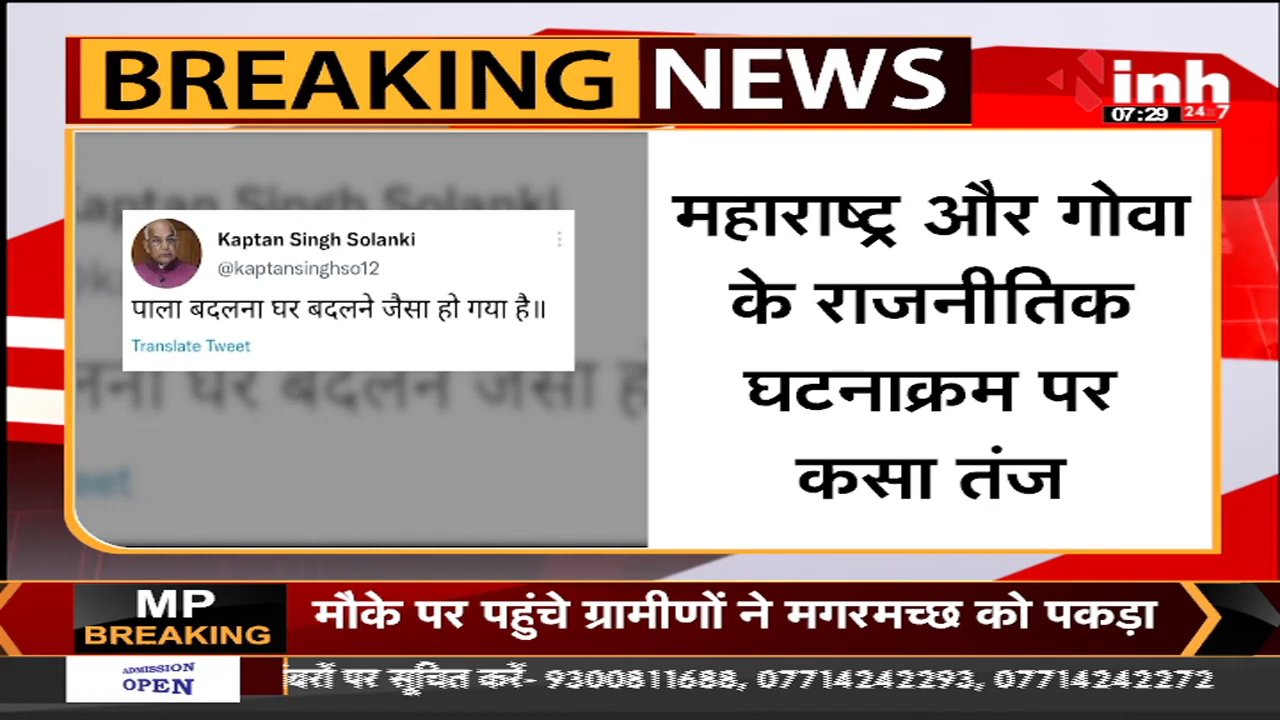 BREAKING NEWS
inh
24x7
07:29
Kaptan Singh Solanki
@kaptansinghso12
पाला बदलना घर बदलने जैसा हो गया है॥
Translate Tweet
महाराष्ट्र और गोवा
के राजनीतिक
घटनाक्रम पर
कसा तंज
MP
BREAKING
मौके पर पहुंचे ग्रामीणों ने मगरमच्छ को पकड़ा
ADMISSION
OPEN
पर सूचित करें- 9300811688, 07714242293, 07714242272